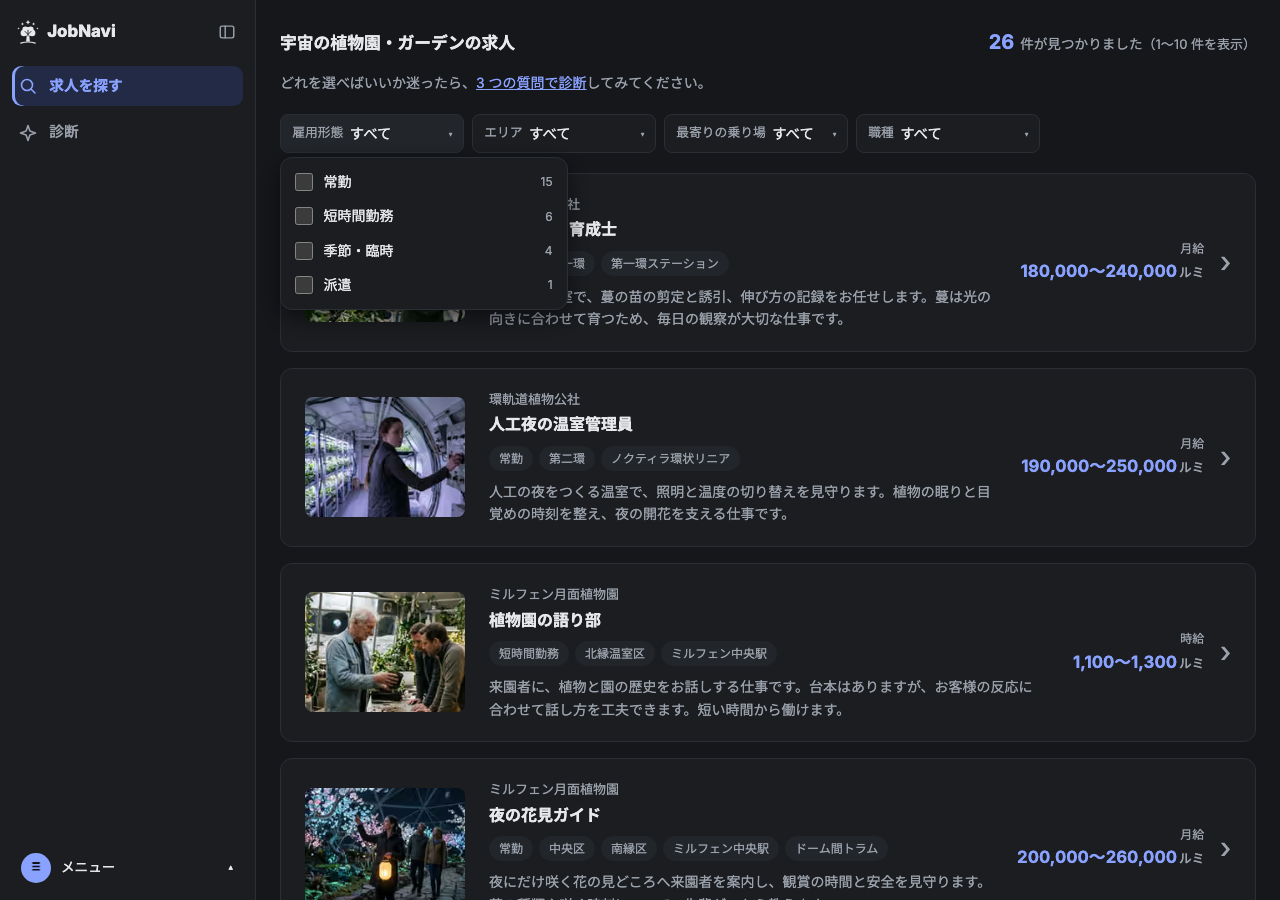 JobNavi
求人を探す
診断
メニュー
宇宙の植物園・ガーデンの求人
26 件が見つかりました（1〜10 件を表示）
どれを選べばいいか迷ったら、3 つの質問で診断してみてください。
雇用形態 すべて
エリア すべて
最寄りの乗り場 すべて
職種 すべて
常勤 15
短時間勤務 6
季節・臨時 4
派遣 1
社
育成士
環
第一環ステーション
室で、蔓の苗の剪定と誘引、伸び方の記録をお任せします。蔓は光の
向きに合わせて育つため、毎日の観察が大切な仕事です。
月給
180,000〜240,000 ルミ
環軌道植物公社
人工夜の温室管理員
常勤 第二環 ノクティラ環状リニア
人工の夜をつくる温室で、照明と温度の切り替えを見守ります。植物の眠りと目
覚めの時刻を整え、夜の開花を支える仕事です。
月給
190,000〜250,000 ルミ
ミルフェン月面植物園
植物園の語り部
短時間勤務 北縁温室区 ミルフェン中央駅
来園者に、植物と園の歴史をお話しする仕事です。台本はありますが、お客様の反応に
合わせて話し方を工夫できます。短い時間から働けます。
時給
1,100〜1,300 ルミ
ミルフェン月面植物園
夜の花見ガイド
常勤 中央区 南縁区 ミルフェン中央駅 ドーム間トラム
夜にだけ咲く花の見どころへ来園者を案内し、観賞の時間と安全を見守ります。
月給
200,000〜260,000 ルミ